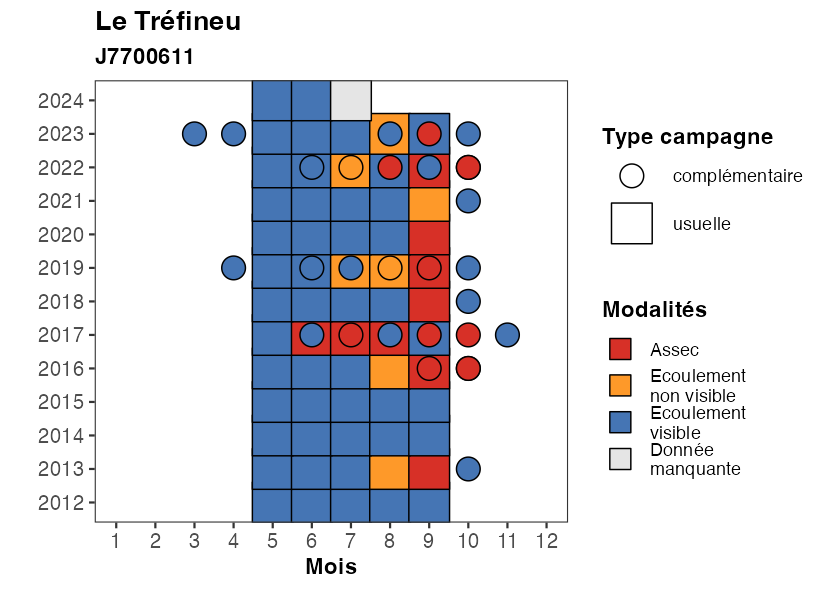 Le Tréfineu
J7700611
2024
2023
2022
2021
2020
2019
2018
2017
2016
2015
2014
2013
2012
1 2 3 4 5 6 7 8 9 10 11 12
Mois
Type campagne
complémentaire
usuelle
Modalités
Assec
Ecoulement
non visible
Ecoulement
visible
Donnée
manquante